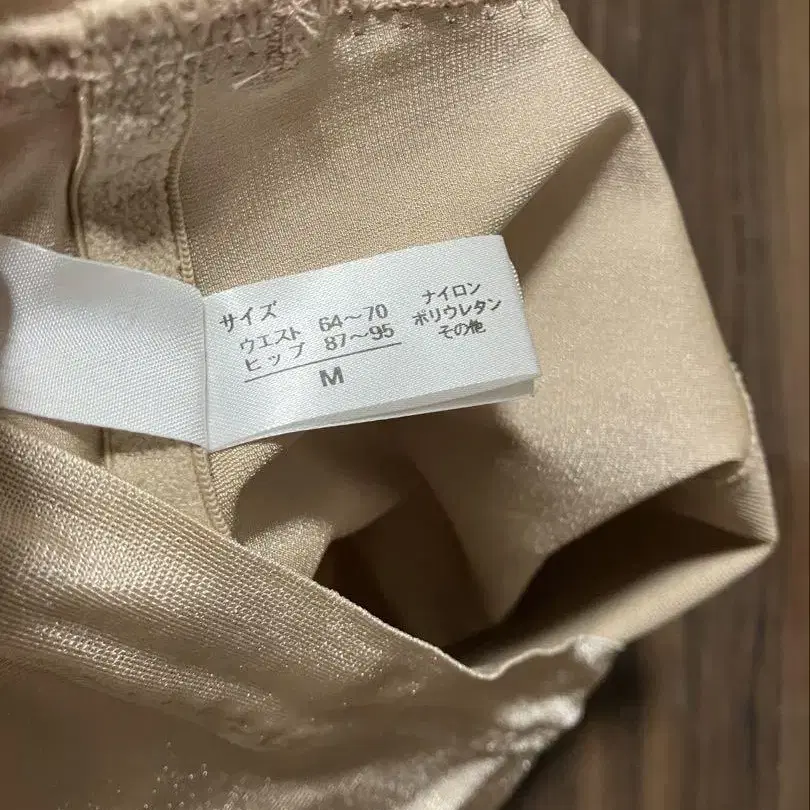 サイズ
ウエスト 64〜70
ヒップ 87〜95
M
ナイロン
ポリウレタン
その他